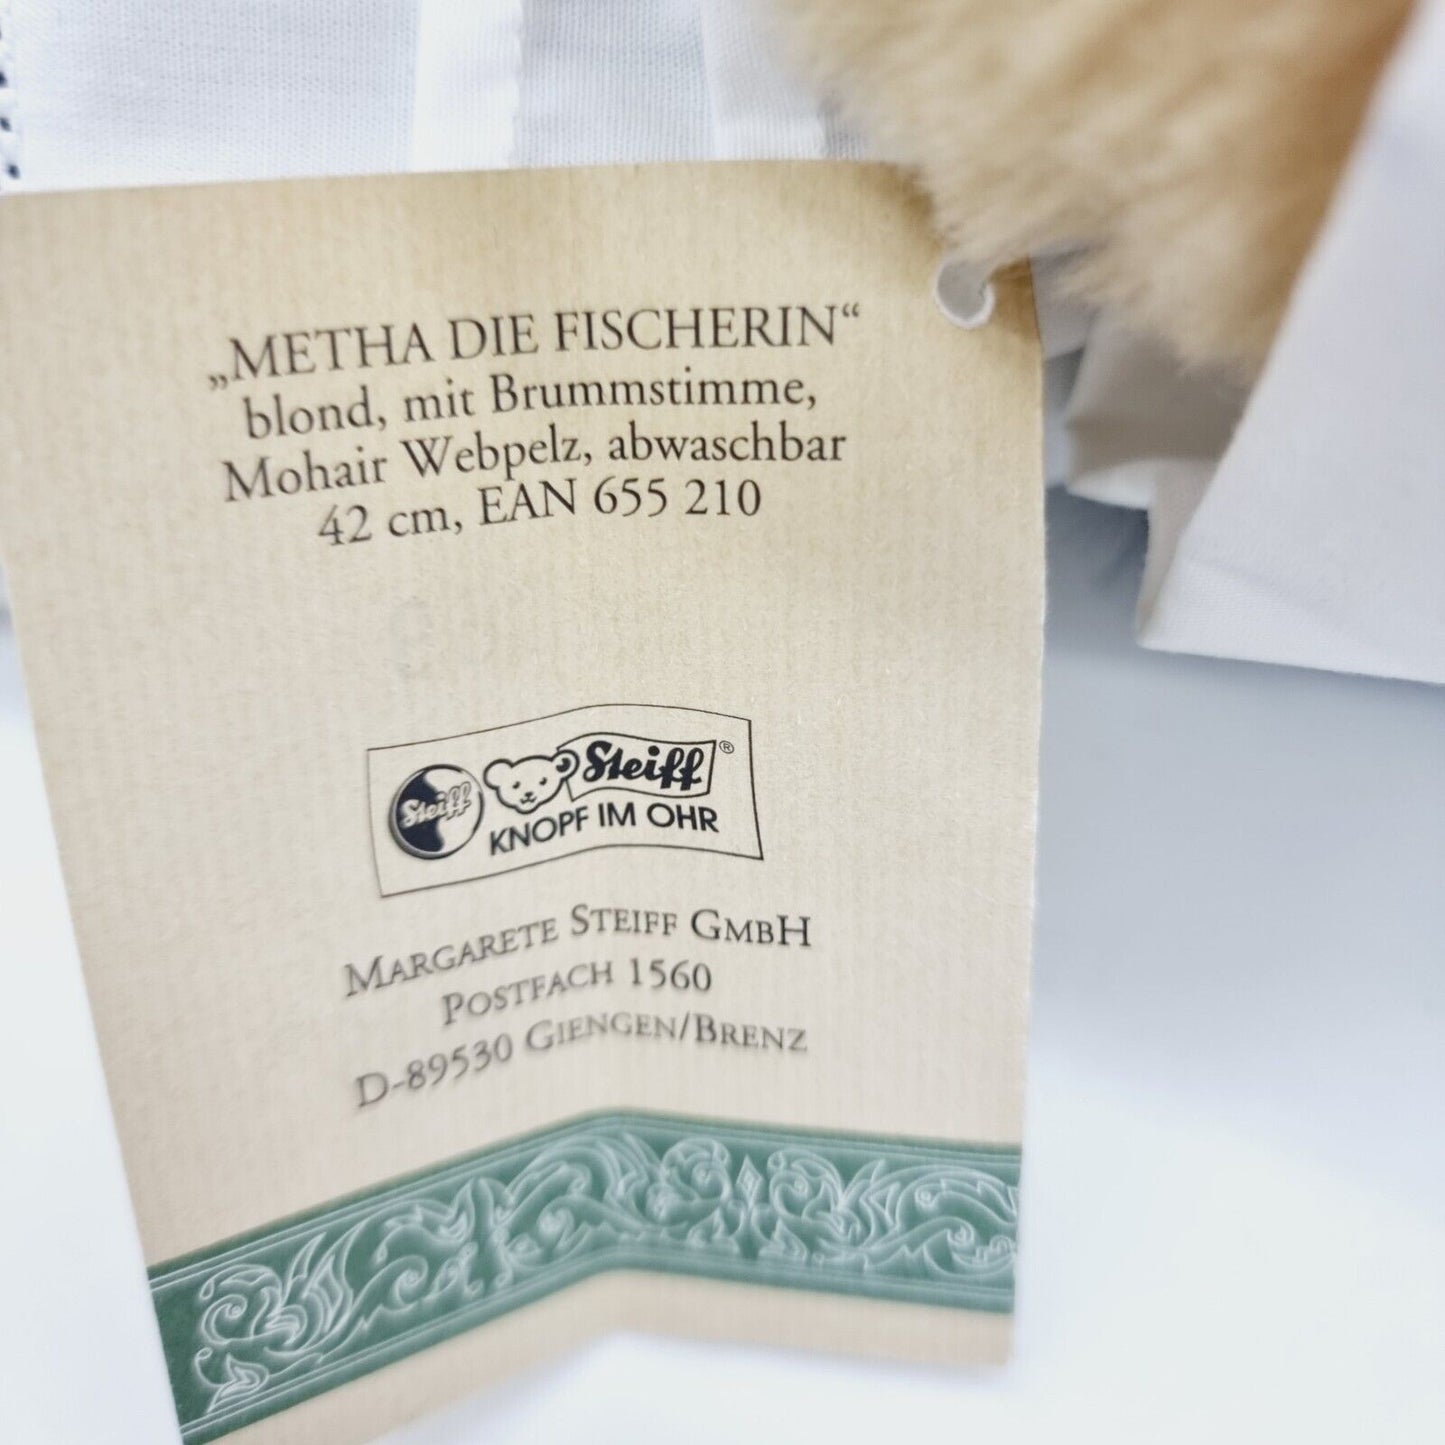 „METHA DIE FISCHERIN“
blond, mit Brummstimme,
Mohair Webpelz, abwaschbar
42 cm, EAN 655 210
Steiff
Steiff®
KNOPF IM OHR
MARGARETE STEIFF GMBH
POSTFACH 1560
D-89530 GIENGEN/BRENZ